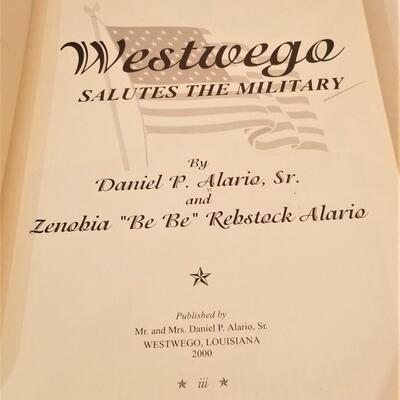 Westwego
SALUTES THE MILITARY
By
Daniel P. Alario, Sr.
and
Zenobia "Be Be" Rebstock Alario
Published by
Mr. and Mrs. Daniel P. Alario, Sr.
WESTWEGO, LOUISIANA
2000
iii